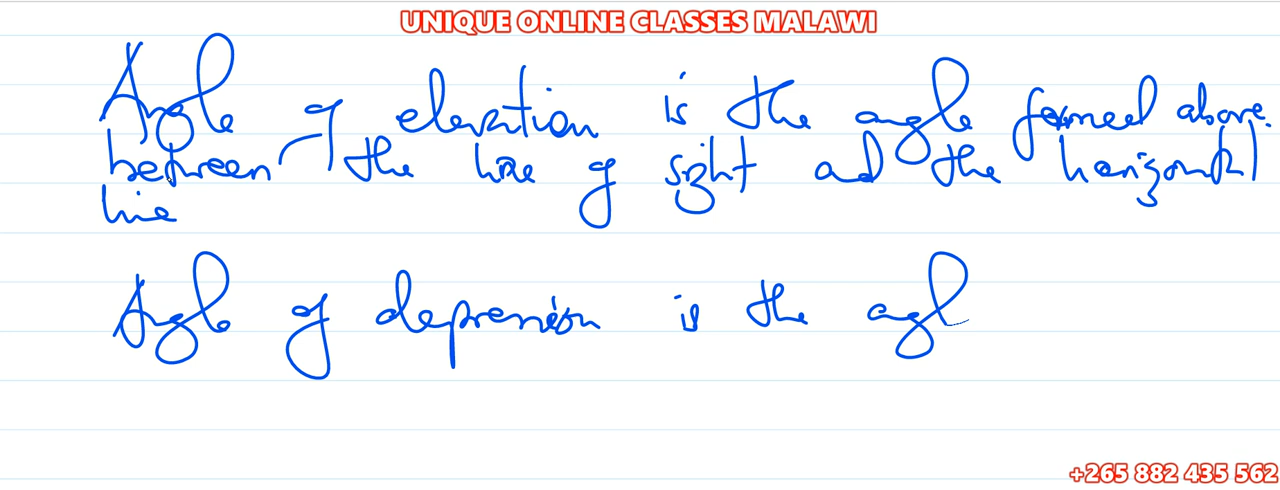 UNIQUE ONLINE CLASSES MALAWI
Angle of elevation is the angle formed above
between the line of sight and the horizontal
line
Angle of depression is the angl
+265 882 435 562